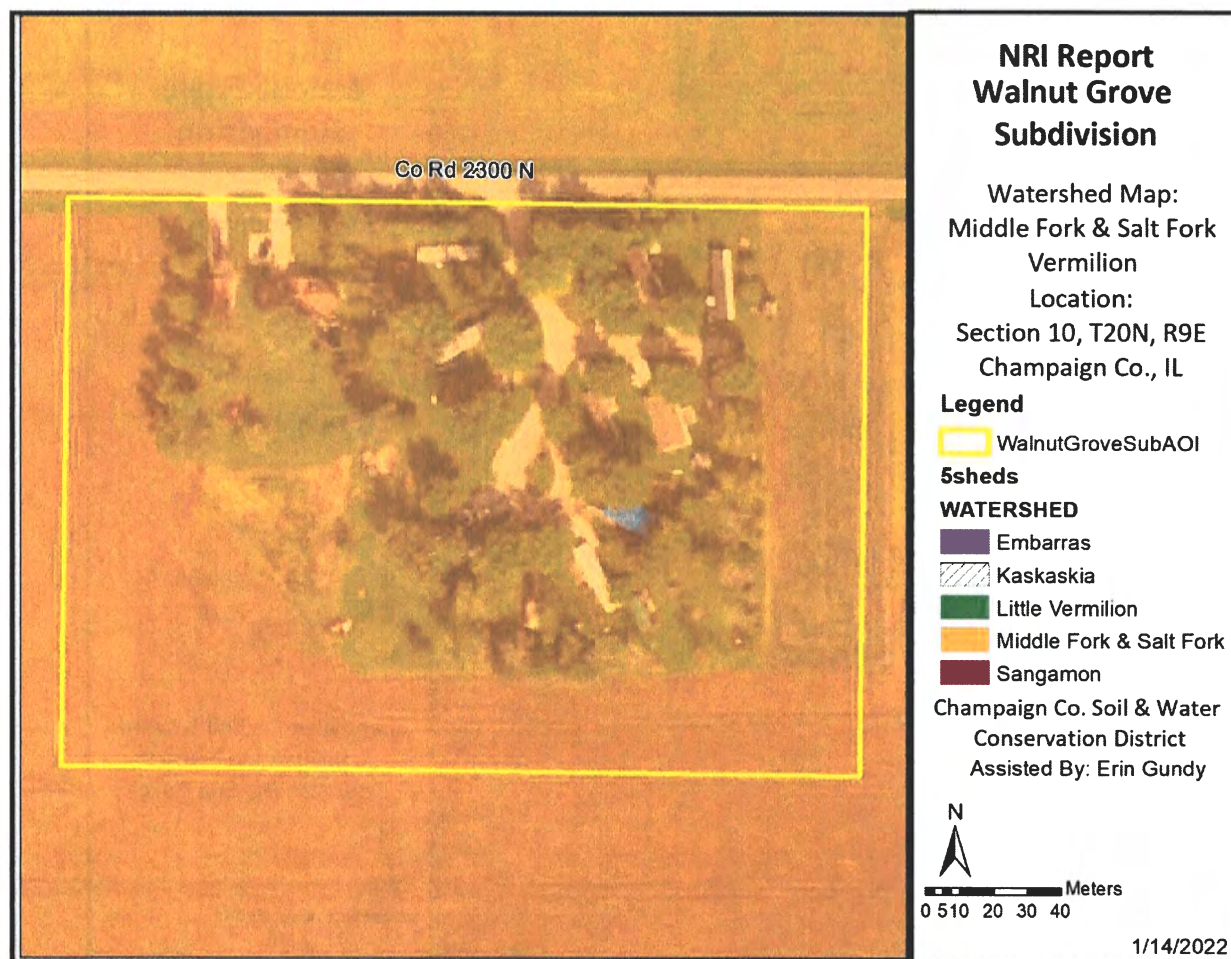 Co Rd 2300 N
NRI Report
Walnut Grove
Subdivision
Watershed Map:
Middle Fork & Salt Fork
Vermilion
Location:
Section 10, T20N, R9E
Champaign Co., IL
Legend
WalnutGroveSubAOI
5sheds
WATERSHED
Embarras
Kaskaskia
Little Vermilion
Middle Fork & Salt Fork
Sangamon
Champaign Co. Soil & Water
Conservation District
Assisted By: Erin Gundy
N
Meters
0 5 10 20 30 40
1/14/2022